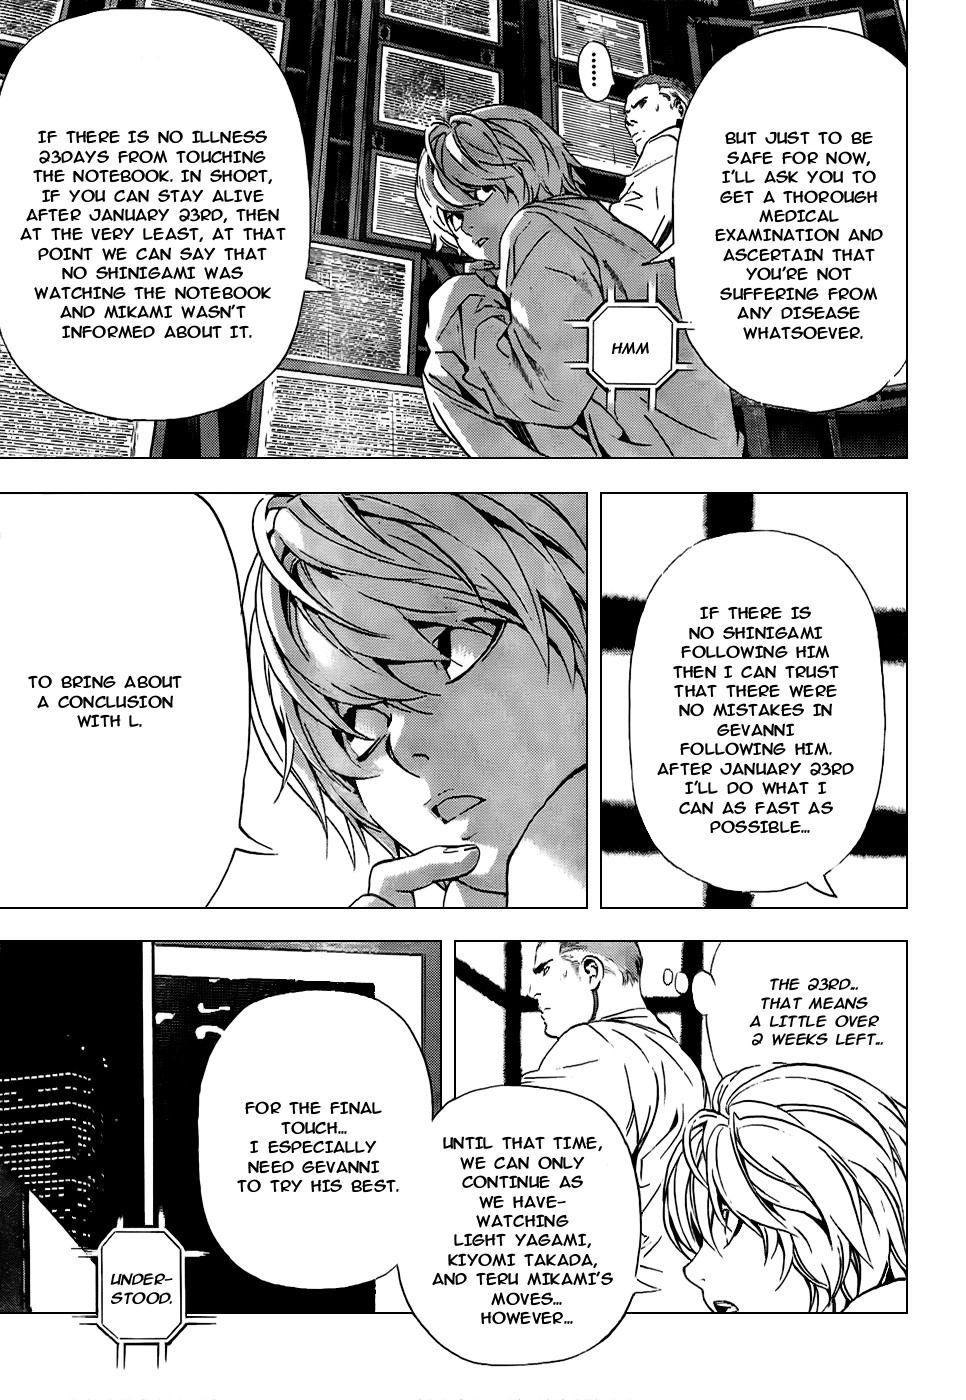 BUT JUST TO BE
SAFE FOR NOW,
I'LL ASK YOU TO
GET A THOROUGH
MEDICAL
EXAMINATION AND
ASCERTAIN THAT
YOU'RE NOT
SUFFERING FROM
ANY DISEASE
WHATSOEVER.
HMM
IF THERE IS NO ILLNESS
23DAYS FROM TOUCHING
THE NOTEBOOK. IN SHORT,
IF YOU CAN STAY ALIVE
AFTER JANUARY 23RD, THEN
AT THE VERY LEAST, AT THAT
POINT WE CAN SAY THAT
NO SHINIGAMI WAS
WATCHING THE NOTEBOOK
AND MIKAMI WASN'T
INFORMED ABOUT IT.
IF THERE IS
NO SHINIGAMI
FOLLOWING HIM
THEN I CAN TRUST
THAT THERE WERE
NO MISTAKES IN
GEVANNI
FOLLOWING HIM.
AFTER JANUARY 23RD
I'LL DO WHAT I
CAN AS FAST AS
POSSIBLE...
TO BRING ABOUT
A CONCLUSION
WITH L.
THE 23RD...
THAT MEANS
A LITTLE OVER
2 WEEKS LEFT...
UNTIL THAT TIME,
WE CAN ONLY
CONTINUE AS
WE HAVE-
WATCHING
LIGHT YAGAMI,
KIYOMI TAKADA,
AND TERU MIKAMI'S
MOVES...
HOWEVER...
FOR THE FINAL
TOUCH...
I ESPECIALLY
NEED GEVANNI
TO TRY HIS BEST.
UNDER-
STOOD.